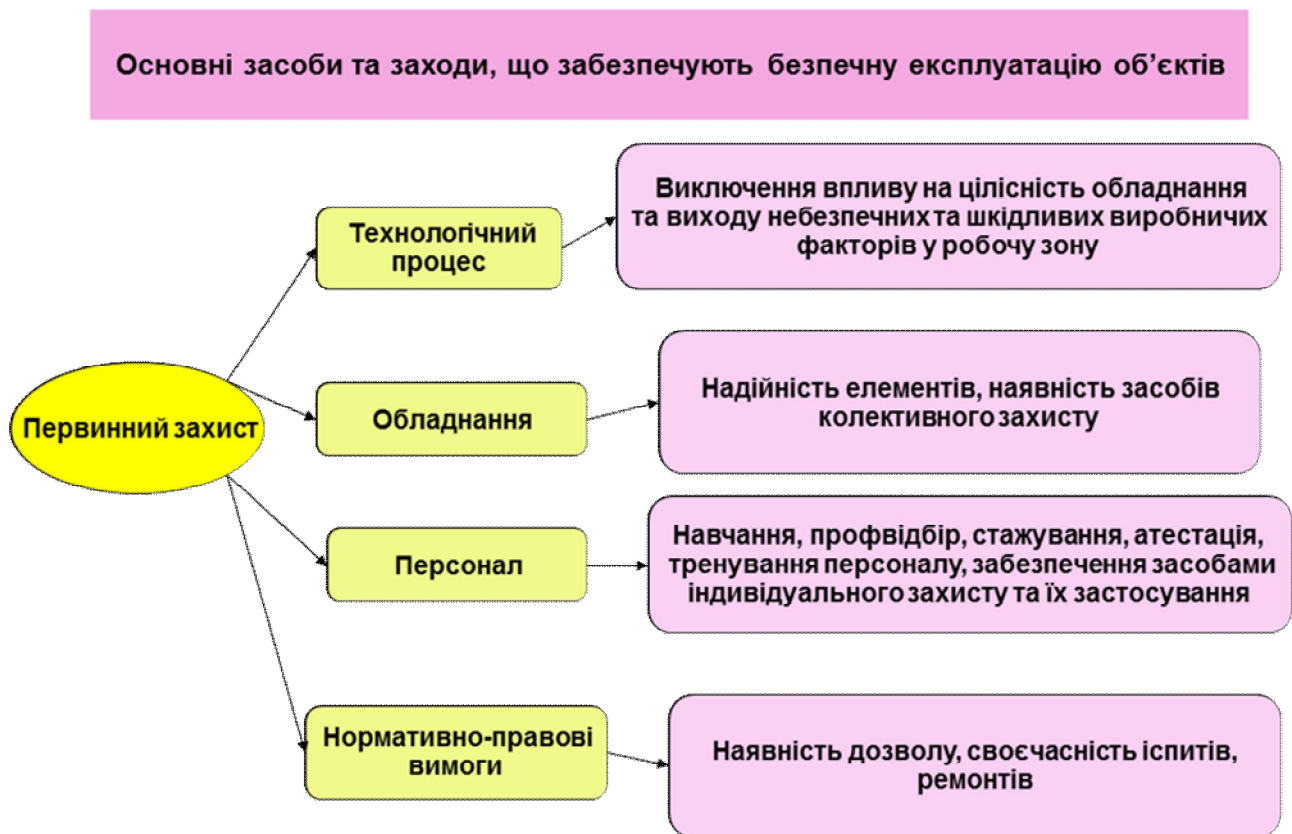 Основні засоби та заходи, що забезпечують безпечну експлуатацію об’єктів
Технологічний
процес
Виключення впливу на цілісність обладнання
та виходу небезпечних та шкідливих виробничих
факторів у робочу зону
Первинний захист
Обладнання
Надійність елементів, наявність засобів
колективного захисту
Персонал
Навчання, профвідбір, стажування, атестація,
тренування персоналу, забезпечення засобами
індивідуального захисту та їх застосування
Нормативно-правові
вимоги
Наявність дозволу, своєчасність іспитів,
ремонтів